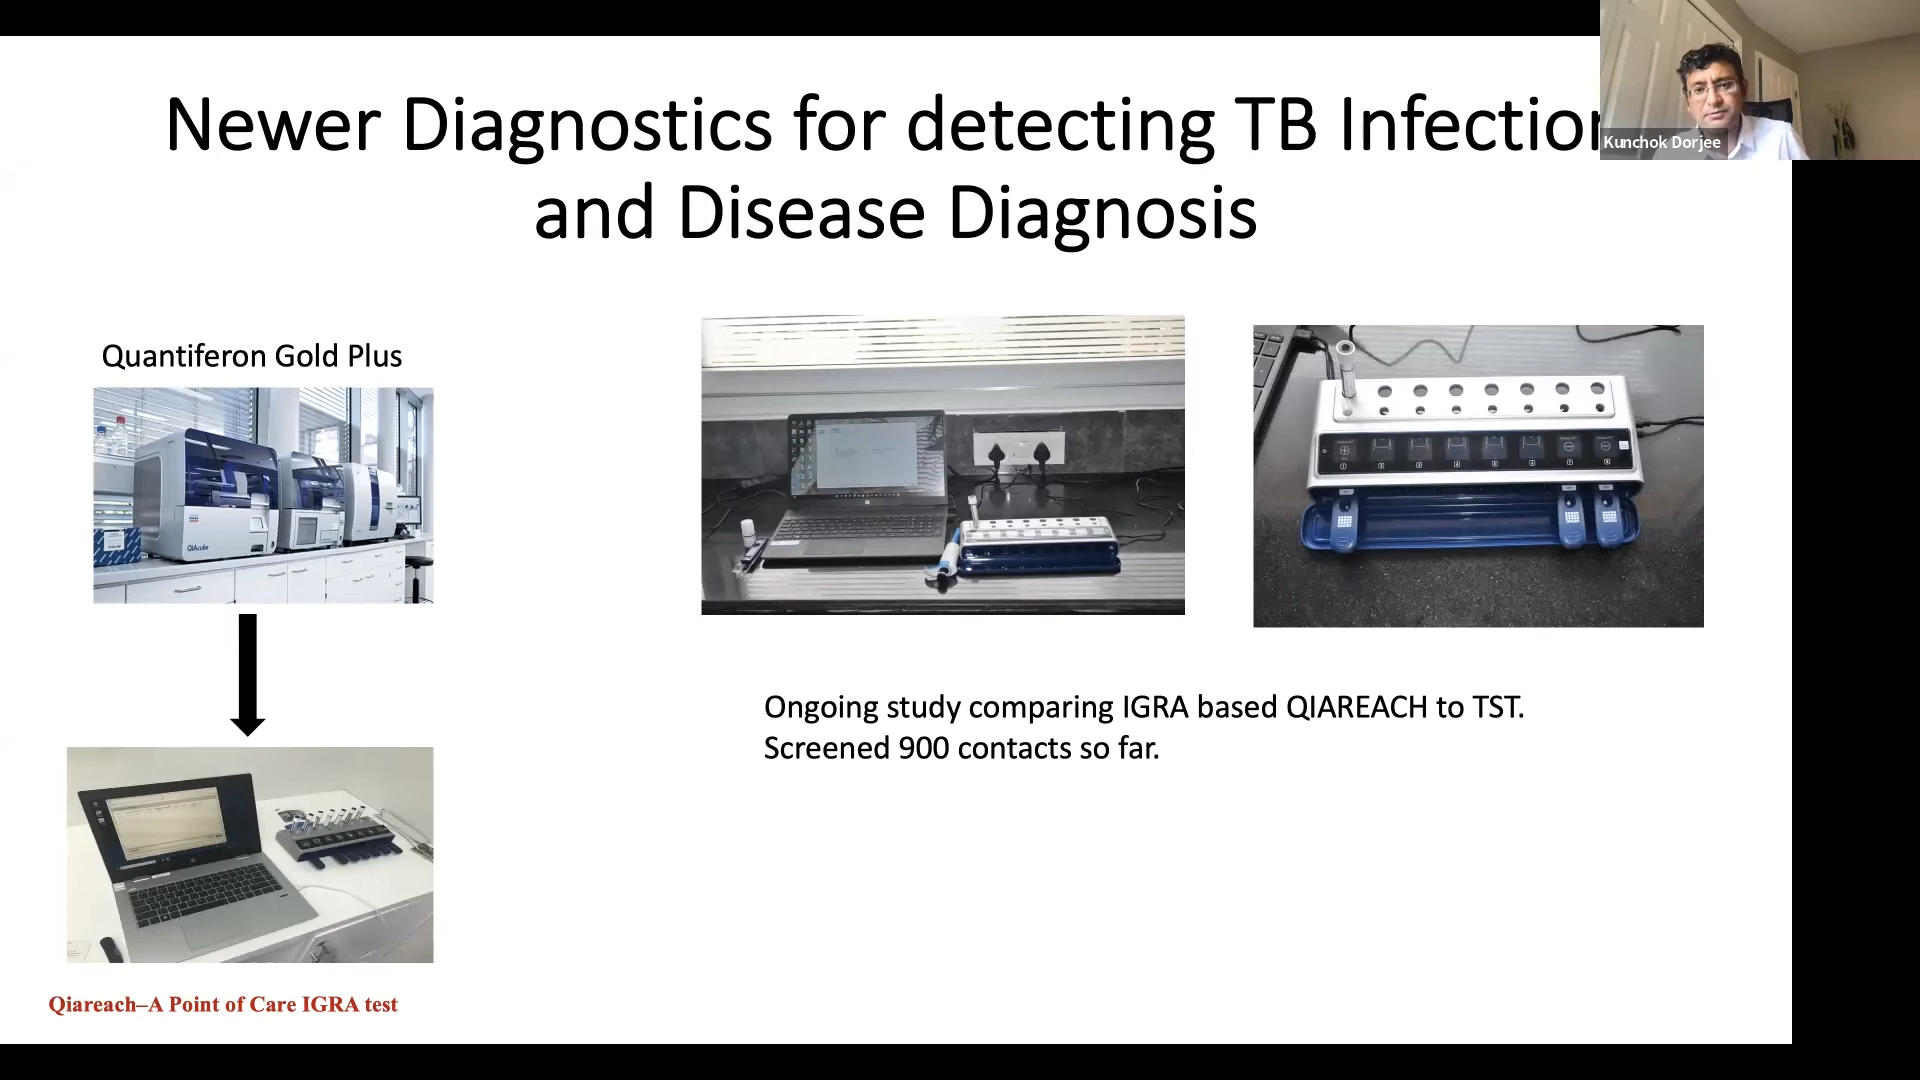 Newer Diagnostics for detecting TB Infection
and Disease Diagnosis
Kunchok Dorjee
Quantiferon Gold Plus
QIAcube
Ongoing study comparing IGRA based QIAREACH to TST.
Screened 900 contacts so far.
Qiareach–A Point of Care IGRA test